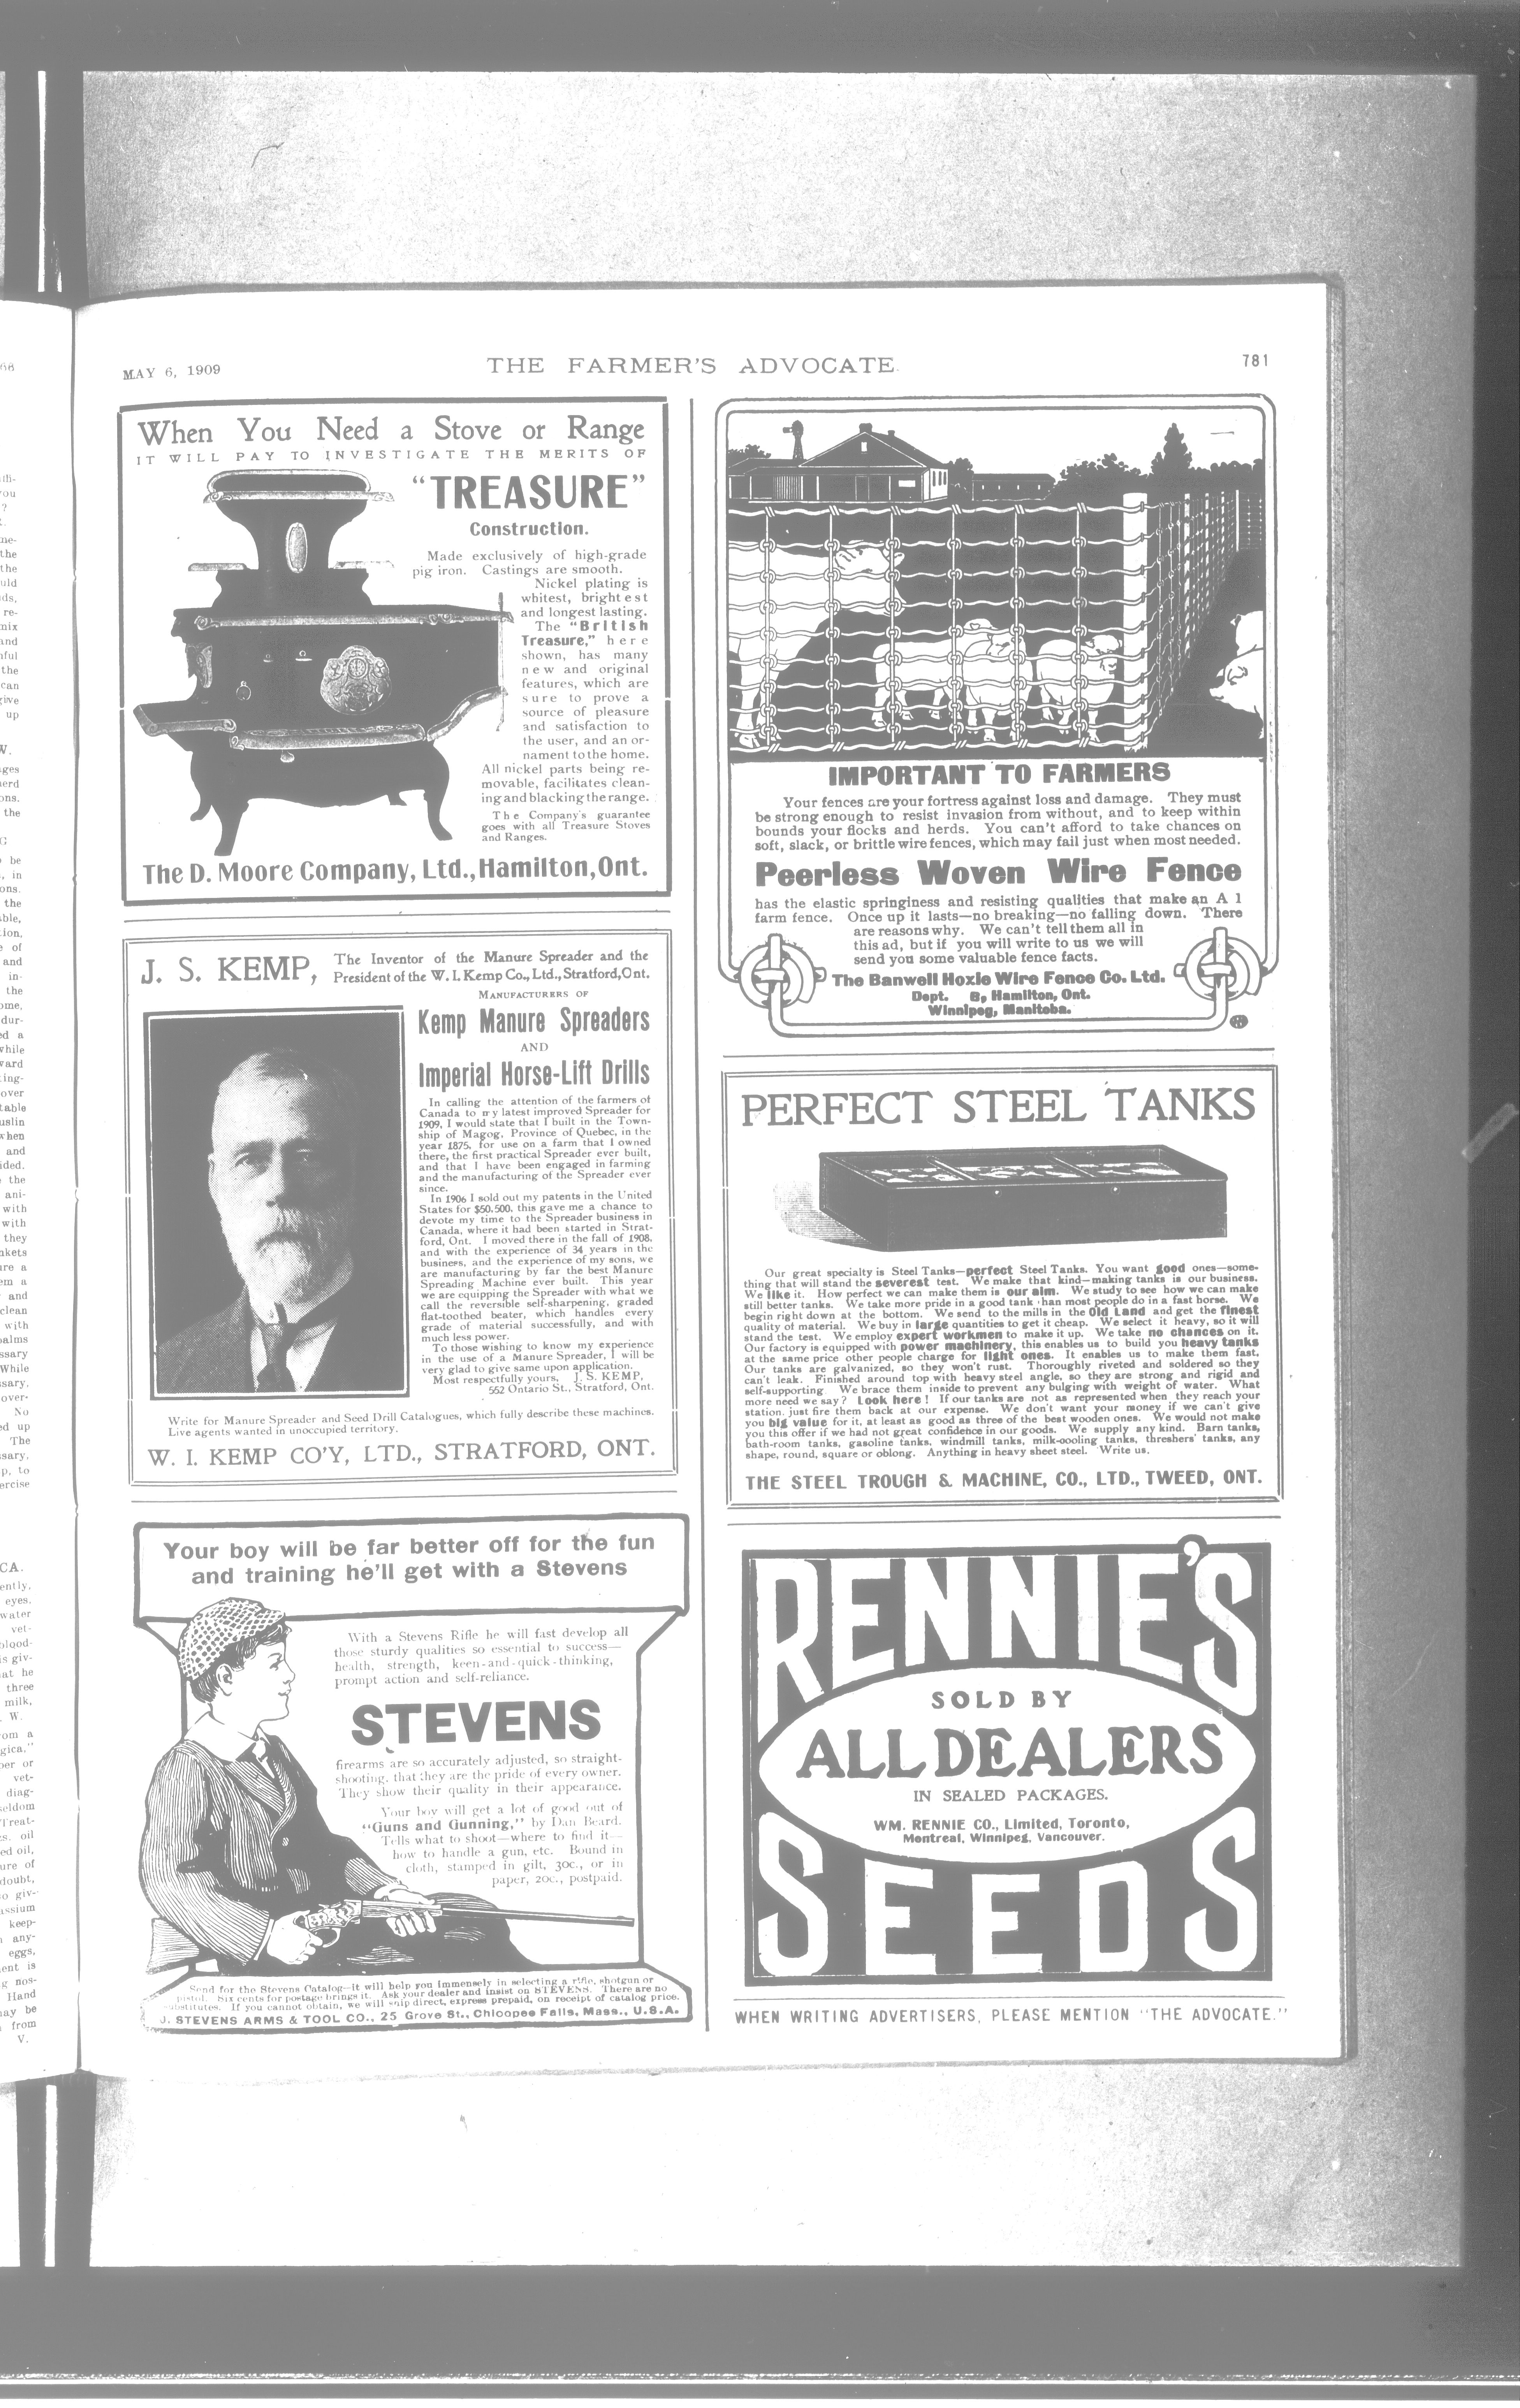 MAY 6, 1909
THE FARMER'S ADVOCATE.
781
When You Need a Stove or Range
IT WILL PAY TO INVESTIGATE THE MERITS OF
"TREASURE"
Construction.
Made exclusively of high-grade
pig iron. Castings are smooth.
Nickel plating is
whitest, brightest
and longest lasting.
The "British
Treasure," here
shown, has many
new and original
features, which are
sure to prove a
source of pleasure
and satisfaction to
the user, and an or-
nament to the home.
All nickel parts being re-
movable, facilitates clean-
ing and blacking the range.
The Company's guarantee
goes with all Treasure Stoves
and Ranges.
The D. Moore Company, Ltd., Hamilton, Ont.
J. S. KEMP,
The Inventor of the Manure Spreader and the
President of the W. I. Kemp Co., Ltd., Stratford, Ont.
MANUFACTURERS OF
Kemp Manure Spreaders
AND
Imperial Horse-Lift Drills
In calling the attention of the farmers of
Canada to my latest improved Spreader for
1909, I would state that I built in the Town-
ship of Magog, Province of Quebec, in the
year 1875, for use on a farm that I owned
there, the first practical Spreader ever built,
and that I have been engaged in farming
and the manufacturing of the Spreader ever
since.
In 1906 I sold out my patents in the United
States for $50,500, this gave me a chance to
devote my time to the Spreader business in
Canada, where it had been started in Strat-
ford, Ont. I moved there in the fall of 1908,
and with the experience of 34 years in the
business, and the experience of my sons, we
are manufacturing by far the best Manure
Spreading Machine ever built. This year
we are equipping the Spreader with what we
call the reversible self-sharpening, graded
flat-toothed beater, which handles every
grade of material successfully, and with
much less power.
To those wishing to know my experience
in the use of a Manure Spreader, I will be
very glad to give same upon application.
Most respectfully yours, J. S. KEMP,
552 Ontario St., Stratford, Ont.
Write for Manure Spreader and Seed Drill Catalogues, which fully describe these machines.
Live agents wanted in unoccupied territory.
W. I. KEMP CO'Y, LTD., STRATFORD, ONT.
Your boy will be far better off for the fun
and training he'll get with a Stevens
With a Stevens Rifle he will fast develop all
those sturdy qualities so essential to success—
health, strength, keen-and-quick-thinking,
prompt action and self-reliance.
STEVENS
firearms are so accurately adjusted, so straight-
shooting, that they are the pride of every owner.
They show their quality in their appearance.
Your boy will get a lot of good out of
"Guns and Gunning," by Dan Beard.
Tells what to shoot—where to find it—
how to handle a gun, etc. Bound in
cloth, stamped in gilt, 30c., or in
paper, 20c., postpaid.
Send for the Stevens Catalog—it will help you immensely in selecting a rifle, shotgun or
pistol. Six cents for postage brings it. Ask your dealer and insist on STEVENS. There are no
substitutes. If you cannot obtain, we will ship direct, express prepaid, on receipt of catalog price.
J. STEVENS ARMS & TOOL CO., 25 Grove St., Chicopee Falls, Mass., U.S.A.
IMPORTANT TO FARMERS
Your fences are your fortress against loss and damage. They must
be strong enough to resist invasion from without, and to keep within
bounds your flocks and herds. You can't afford to take chances on
soft, slack, or brittle wire fences, which may fail just when most needed.
Peerless Woven Wire Fence
has the elastic springiness and resisting qualities that make an A 1
farm fence. Once up it lasts—no breaking—no falling down. There
are reasons why. We can't tell them all in
this ad, but if you will write to us we will
send you some valuable fence facts.
The Banwell Hoxie Wire Fence Co. Ltd.
Dept. B, Hamilton, Ont.
Winnipeg, Manitoba.
PERFECT STEEL TANKS
Our great specialty is Steel Tanks—perfect Steel Tanks. You want good ones—some-
thing that will stand the severest test. We make that kind—making tanks is our business.
We like it. How perfect we can make them is our aim. We study to see how we can make
still better tanks. We take more pride in a good tank than most people do in a fast horse. We
begin right down at the bottom. We send to the mills in the Old Land and get the finest
quality of material. We buy in large quantities to get it cheap. We select it heavy, so it will
stand the test. We employ expert workmen to make it up. We take no chances on it.
Our factory is equipped with power machinery, this enables us to build you heavy tanks
at the same price other people charge for light ones. It enables us to make them fast.
Our tanks are galvanized, so they won't rust. Thoroughly riveted and soldered so they
can't leak. Finished around top with heavy steel angle, so they are strong and rigid and
self-supporting. We brace them inside to prevent any bulging with weight of water. What
more need we say? Look here! If our tanks are not as represented when they reach your
station, just fire them back at our expense. We don't want your money if we can't give
you big value for it, at least as good as three of the best wooden ones. We would not make
you this offer if we had not great confidence in our goods. We supply any kind. Barn tanks,
bath-room tanks, gasoline tanks, windmill tanks, milk-cooling tanks, threshers' tanks, any
shape, round, square or oblong. Anything in heavy sheet steel. Write us.
THE STEEL TROUGH & MACHINE, CO., LTD., TWEED, ONT.
RENNIE'S
SOLD BY
ALL DEALERS
IN SEALED PACKAGES.
WM. RENNIE CO., Limited, Toronto,
Montreal, Winnipeg, Vancouver.
SEEDS
WHEN WRITING ADVERTISERS, PLEASE MENTION "THE ADVOCATE."